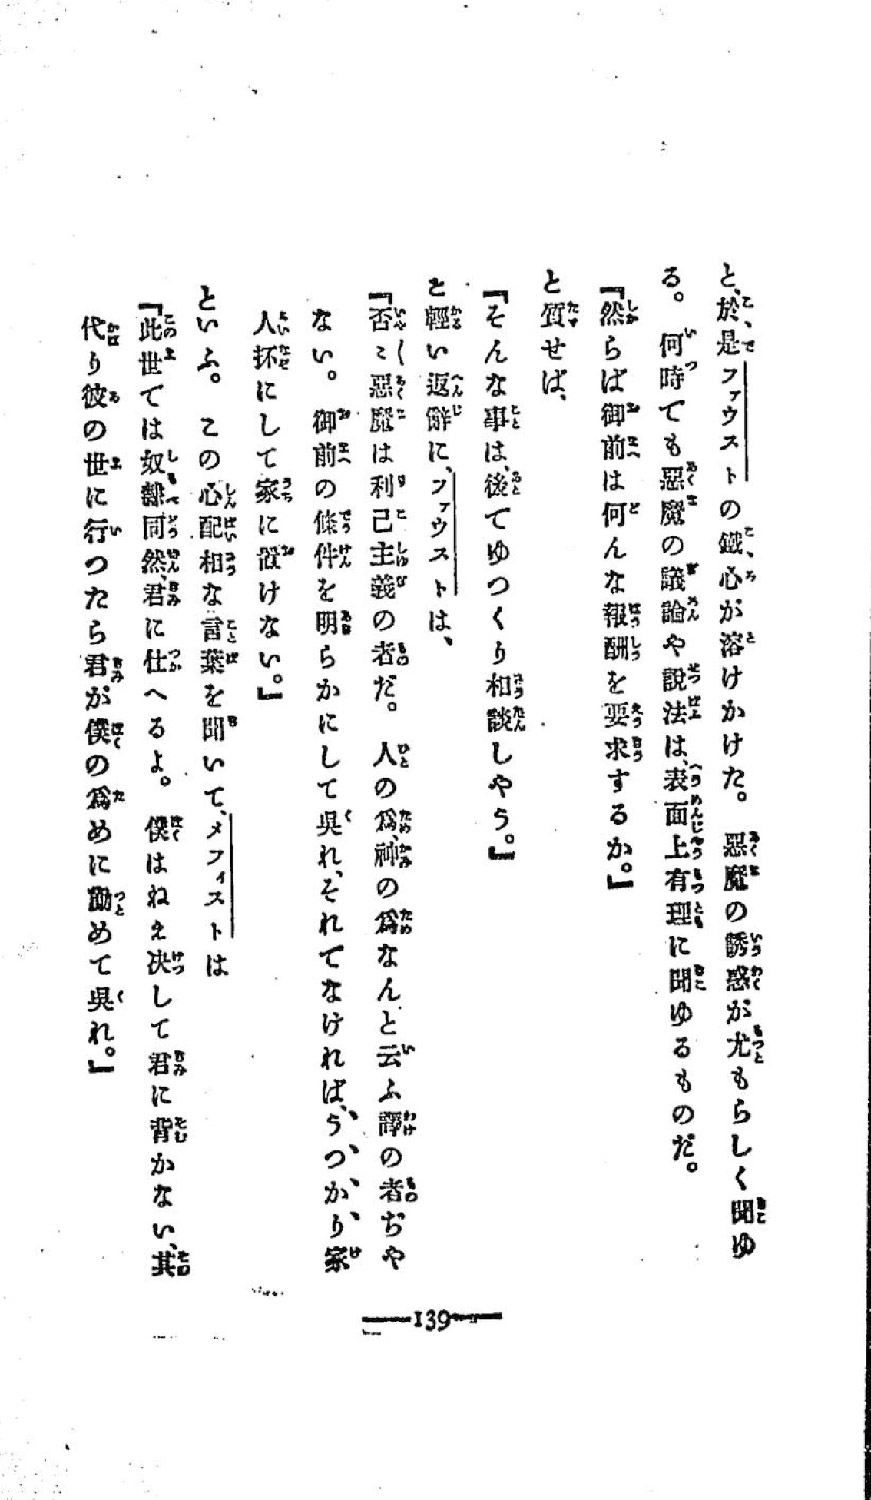 と、於是ファウストの鐵心が溶けかけた。惡魔の誘惑が尤もらしく聞ゆ
る。何時ても惡魔の議論や説法は、表面上有理に聞ゆるものだ。
『然らば御前は何んな報酬を要求するか。』
と質せば、
『そんな事は、後てゆつくり相談しやう。』
と輕い返辭に、ファウストは、
『否〻〳〵惡魔は利己主義の者だ。人の爲、神の爲なんと云ふ譯の者ぢや
ない。御前の條件を明らかにして呉れ、それてなければ、うつかり家
人抔にして家に置けない。』
といふ。この心配相な言葉を聞いて、メフィストは
『此世ては奴隷同然、君に仕へるよ。僕はねえ决して君に背かない、其
代り彼の世に行つたら君が僕の爲めに勤めて呉れ。』
139